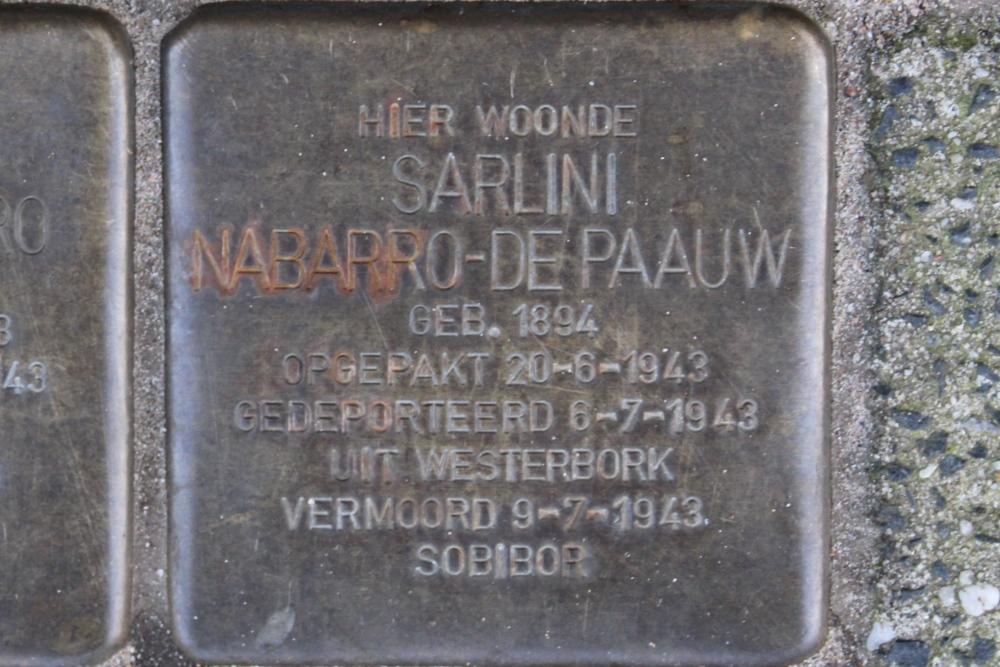 HIER WOONDE
SARLINI
NABARRO-DE PAAUW
GEB. 1894
OPGEPAKT 20-6-1943
GEDEPORTEERD 6-7-1943
UIT WESTERBORK
VERMOORD 9-7-1943
SOBIBOR